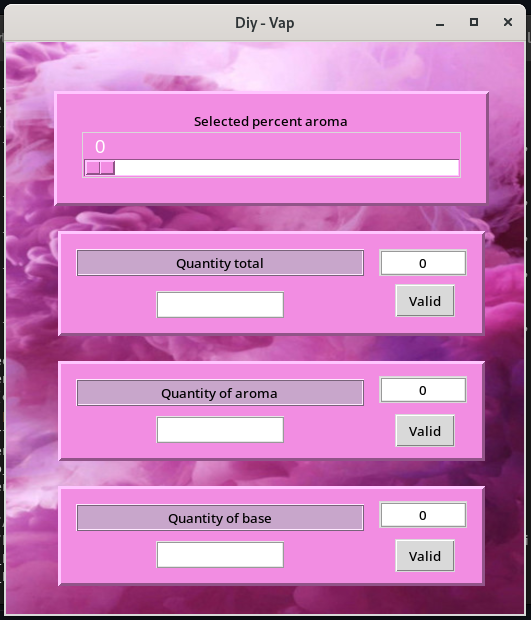 Diy - Vap
Selected percent aroma
0
Quantity total
0
Valid
Quantity of aroma
0
Valid
Quantity of base
0
Valid